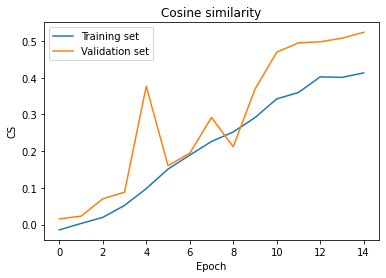 Cosine similarity
Training set
Validation set
CS
0.5
0.4
0.3
0.2
0.1
0.0
0 2 4 6 8 10 12 14
Epoch